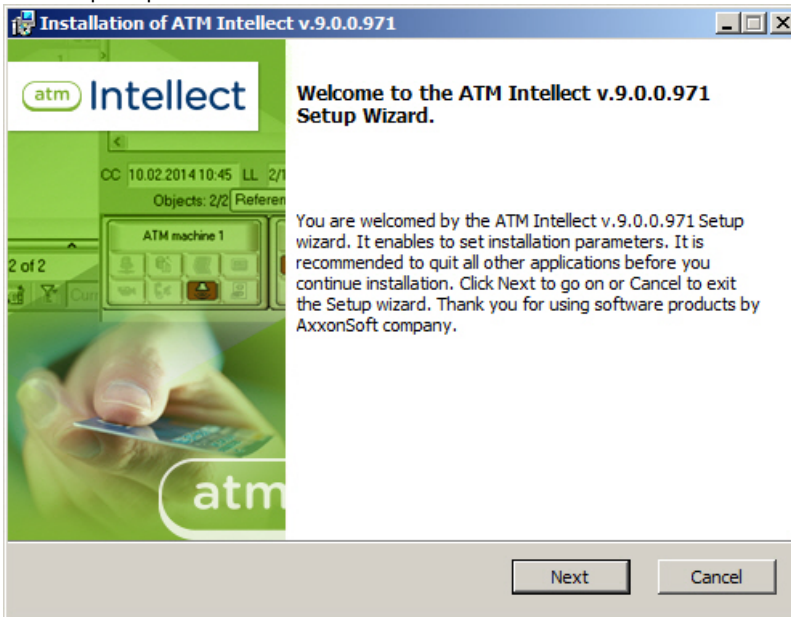 Installation of ATM Intellect v.9.0.0.971
atm Intellect
CC 10.02.2014 10:45 LL
Objects: 2/2
ATM machine 1
2 of 2
atm
Welcome to the ATM Intellect v.9.0.0.971
Setup Wizard.
You are welcomed by the ATM Intellect v.9.0.0.971 Setup
wizard. It enables to set installation parameters. It is
recommended to quit all other applications before you
continue installation. Click Next to go on or Cancel to exit
the Setup wizard. Thank you for using software products by
AxxonSoft company.
Next
Cancel